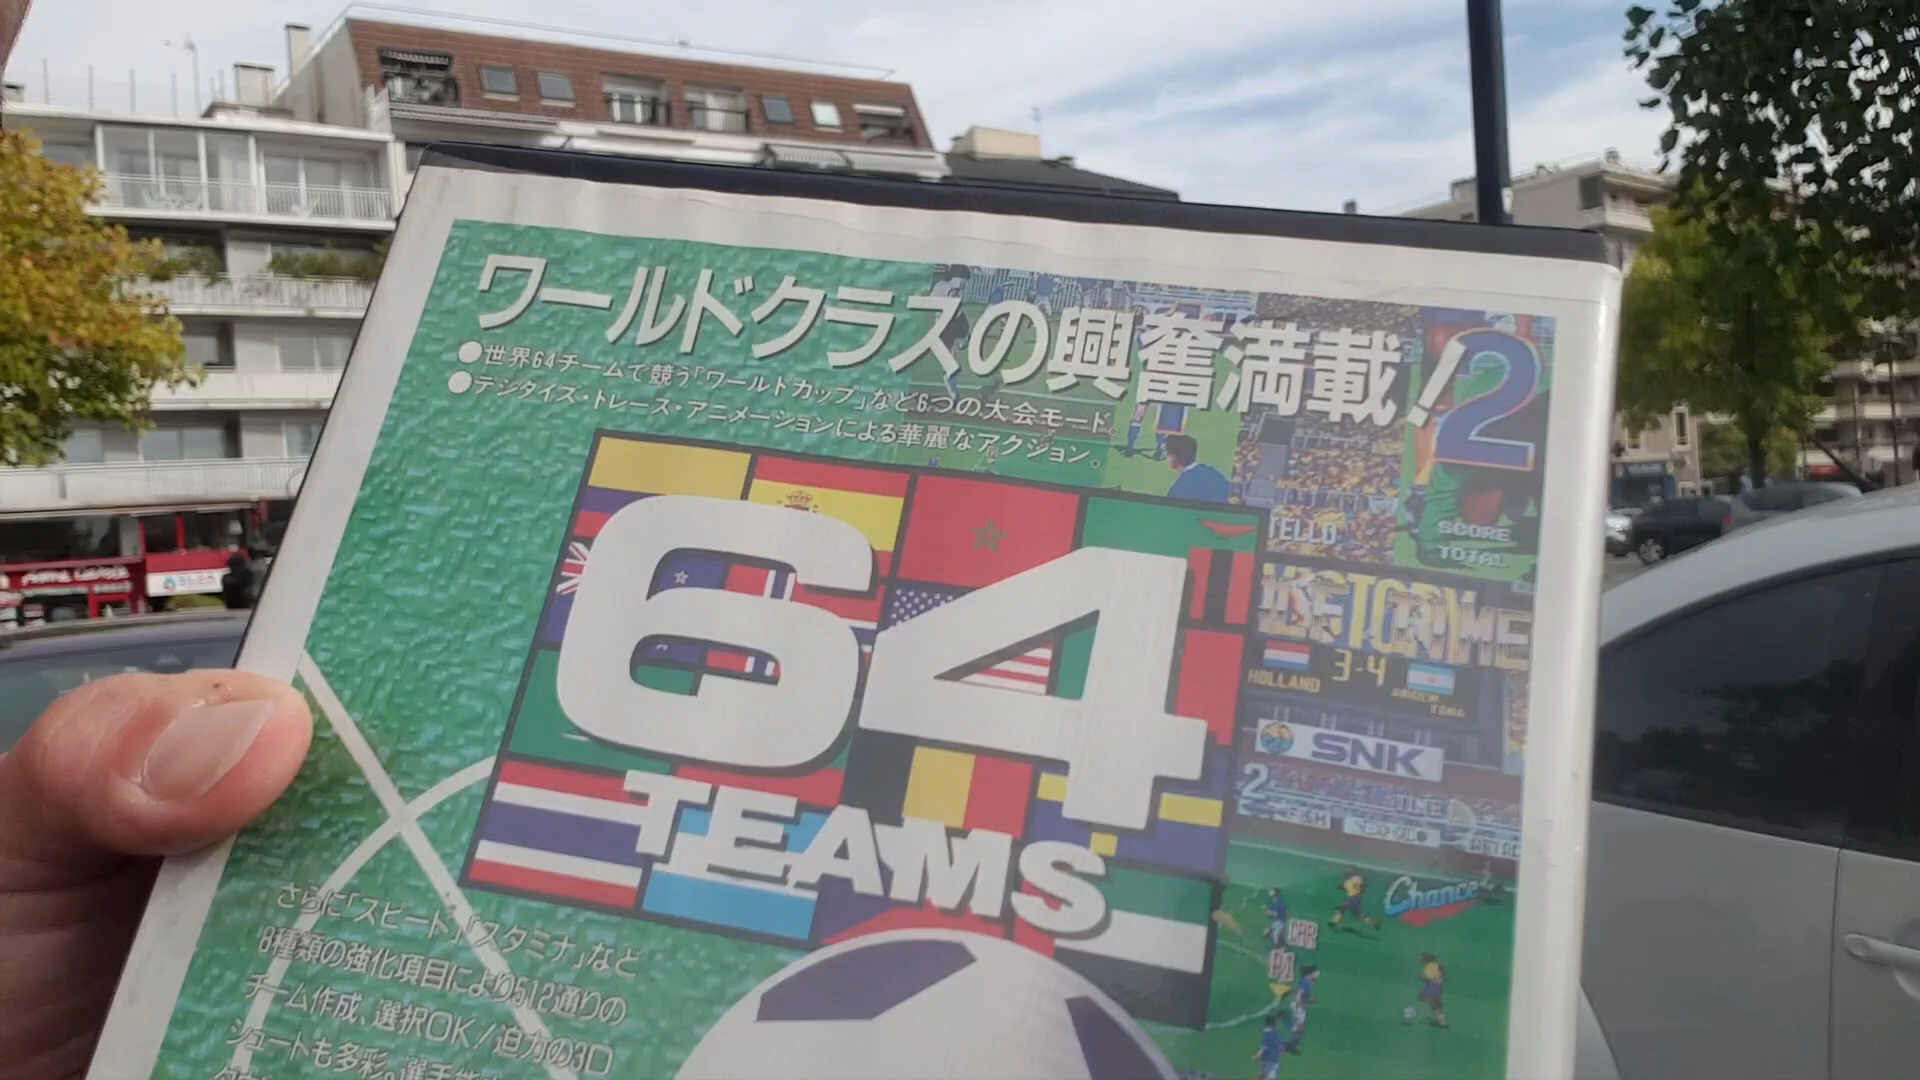 ワールドクラスの興奮満載!
●世界64チームで競う「ワールドカップ」など6つの大会モード。
●デジタイズ・トレース・アニメーションによる華麗なアクション。
2
SCORE
TOTAL
TELLO
64
TEAMS
3-4
HOLLAND
SNK
2
TIME
Chance
P1
さらに「スピード」「スタミナ」など
8種類の強化項目により512通りの
チーム作成、選択OK/迫力の3D
シュートも多彩。選手